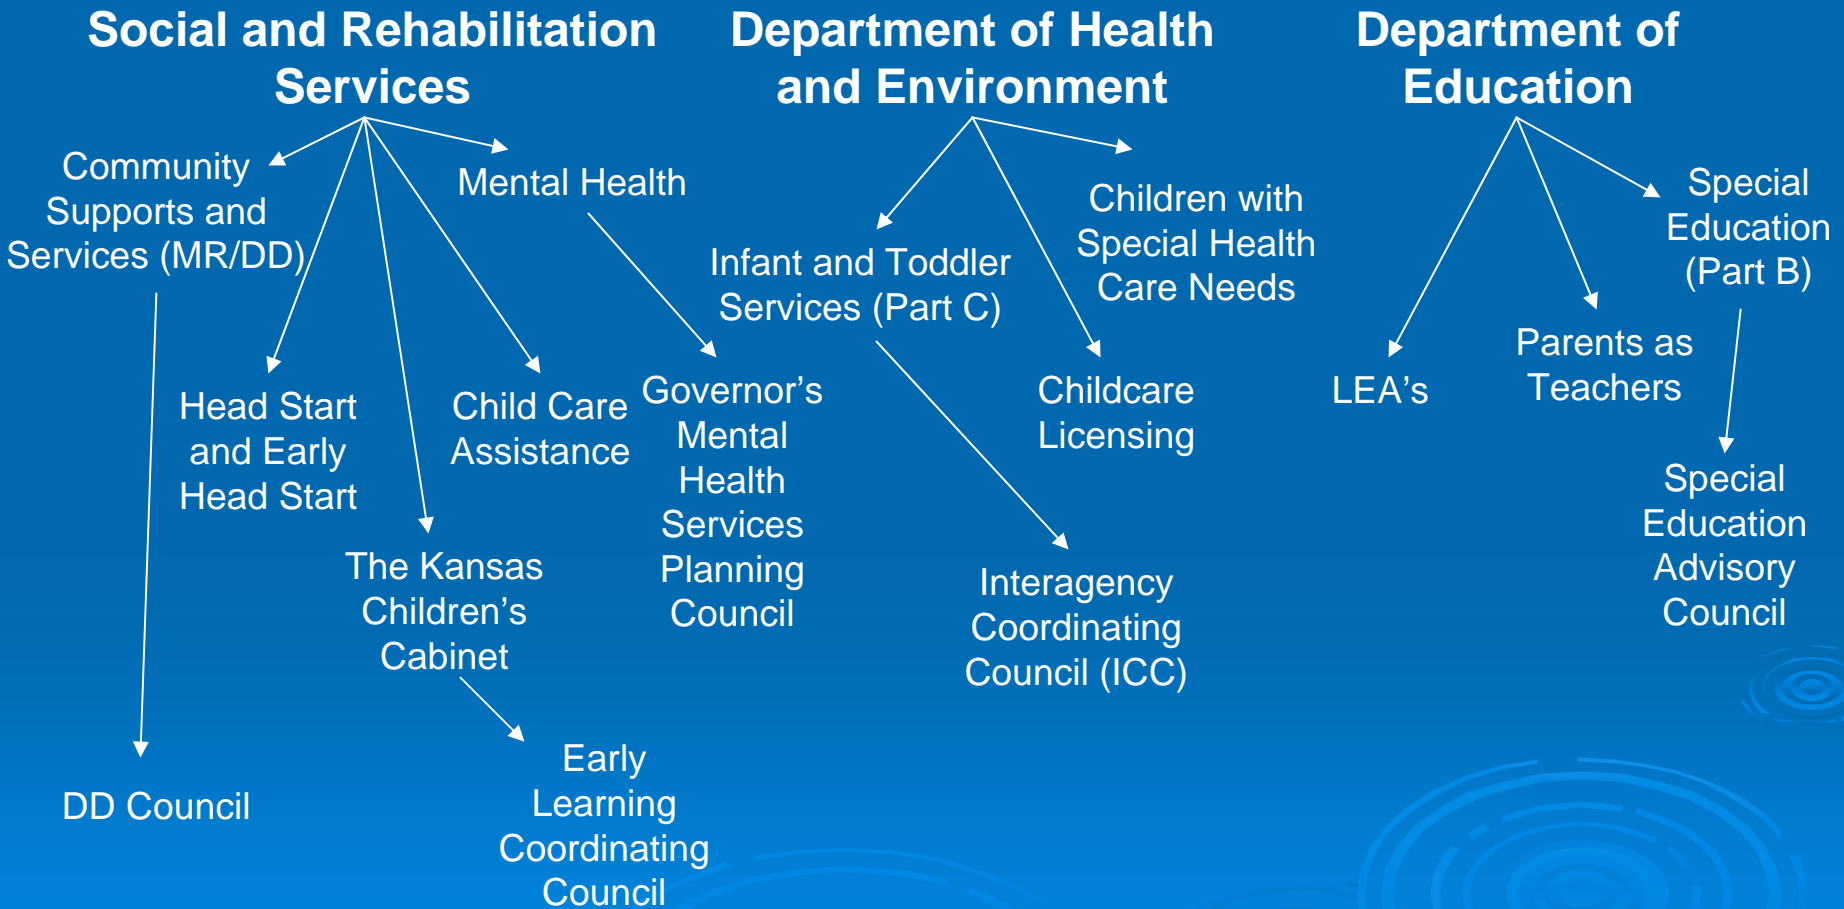 Social and Rehabilitation
Services
Department of Health
and Environment
Department of
Education
Community
Supports and
Services (MR/DD)
Mental Health
Infant and Toddler
Services (Part C)
Children with
Special Health
Care Needs
Special
Education
(Part B)
Head Start
and Early
Head Start
Child Care
Assistance
Governor’s
Mental
Health
Services
Planning
Council
Childcare
Licensing
LEA’s
Parents as
Teachers
Special
Education
Advisory
Council
The Kansas
Children’s
Cabinet
Interagency
Coordinating
Council (ICC)
DD Council
Early
Learning
Coordinating
Council